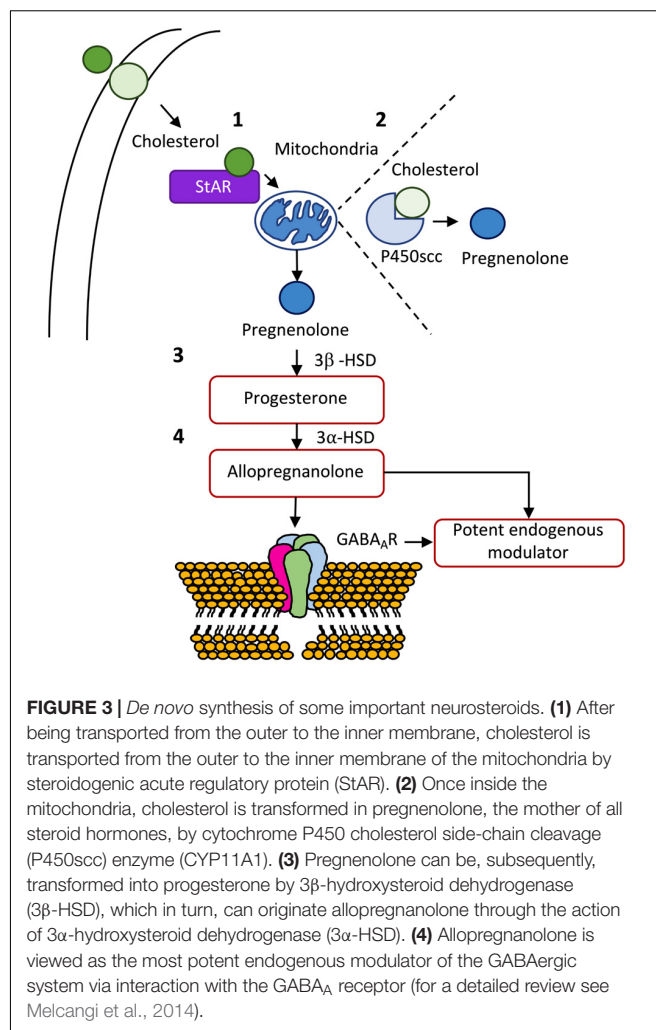 1
2
Cholesterol
Mitochondria
StAR
Cholesterol
P450scc
Pregnenolone
Pregnenolone
3
3β -HSD
Progesterone
4
3α-HSD
Allopregnanolone
GABAAR
Potent endogenous
modulator
FIGURE 3 | De novo synthesis of some important neurosteroids. (1) After
being transported from the outer to the inner membrane, cholesterol is
transported from the outer to the inner membrane of the mitochondria by
steroidogenic acute regulatory protein (StAR). (2) Once inside the
mitochondria, cholesterol is transformed in pregnenolone, the mother of all
steroid hormones, by cytochrome P450 cholesterol side-chain cleavage
(P450scc) enzyme (CYP11A1). (3) Pregnenolone can be, subsequently,
transformed into progesterone by 3β-hydroxysteroid dehydrogenase
(3β-HSD), which in turn, can originate allopregnanolone through the action
of 3α-hydroxysteroid dehydrogenase (3α-HSD). (4) Allopregnanolone is
viewed as the most potent endogenous modulator of the GABAergic
system via interaction with the GABAA receptor (for a detailed review see
Melcangi et al., 2014).